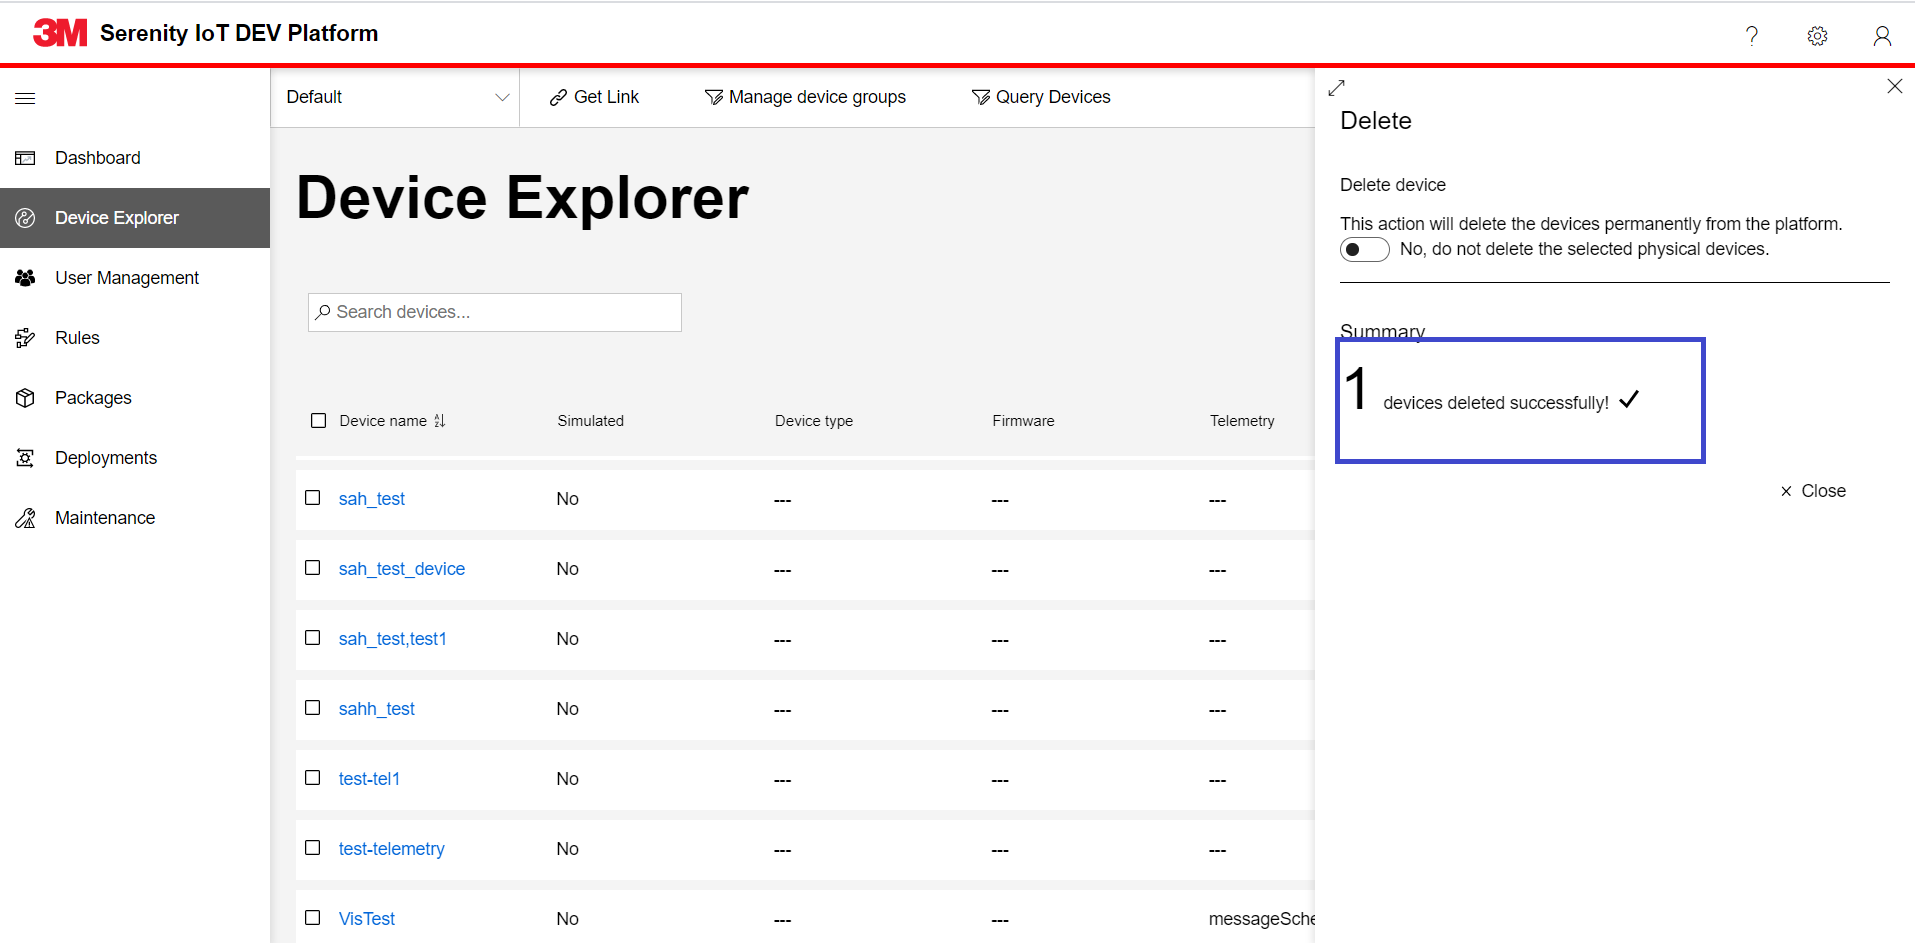 3M Serenity IoT DEV Platform
Default
Get Link
Manage device groups
Query Devices
Dashboard
Device Explorer
User Management
Rules
Packages
Deployments
Maintenance
Device Explorer
Search devices...
Device name Simulated Device type Firmware Telemetry
sah_test No --- --- ---
sah_test_device No --- --- ---
sah_test,test1 No --- --- ---
sahh_test No --- --- ---
test-tel1 No --- --- ---
test-telemetry No --- --- ---
VisTest No --- --- messageSche
Delete
Delete device
This action will delete the devices permanently from the platform.
No, do not delete the selected physical devices.
Summary
1 devices deleted successfully!
Close